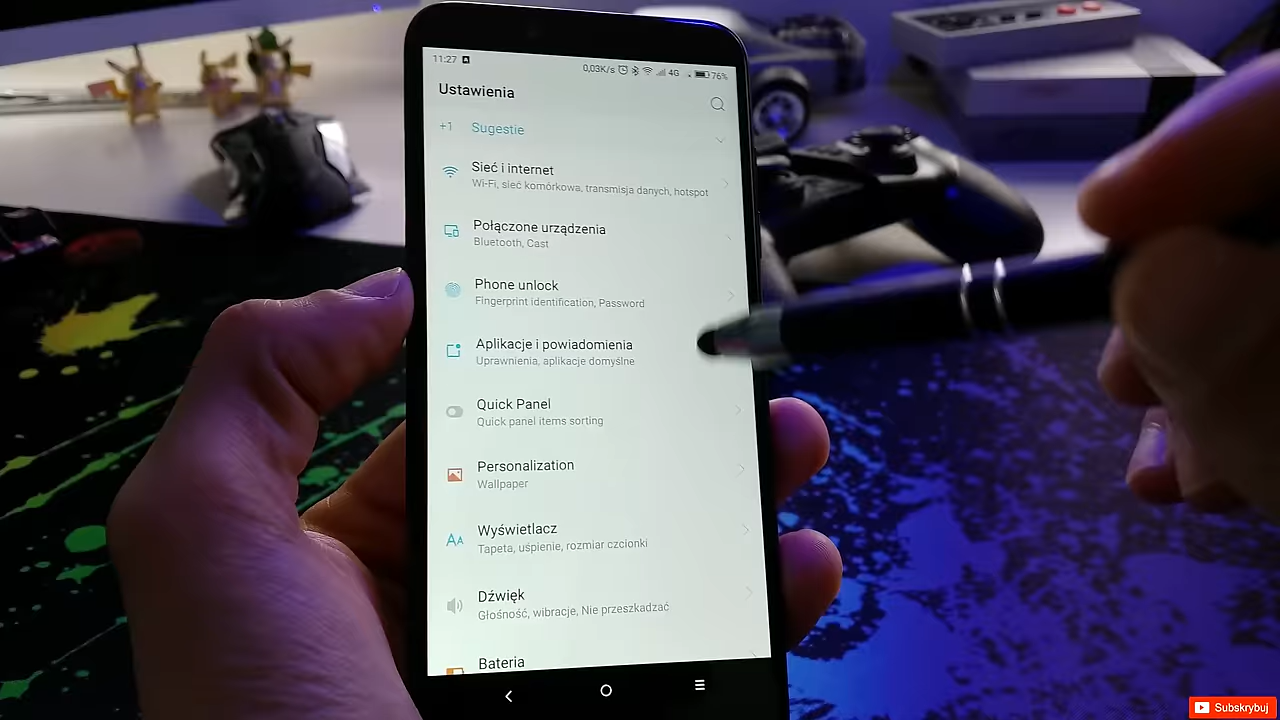 11:27 A 0,03K/s 4G 76%
Ustawienia
+1 Sugestie
Sieć i internet
Wi-Fi, sieć komórkowa, transmisja danych, hotspot
Połączone urządzenia
Bluetooth, Cast
Phone unlock
Fingerprint identification, Password
Aplikacje i powiadomienia
Uprawnienia, aplikacje domyślne
Quick Panel
Quick panel items sorting
Personalization
Wallpaper
AA Wyświetlacz
Tapeta, uśpienie, rozmiar czcionki
Dźwięk
Głośność, wibracje, Nie przeszkadzać
Bateria
Subskrybuj